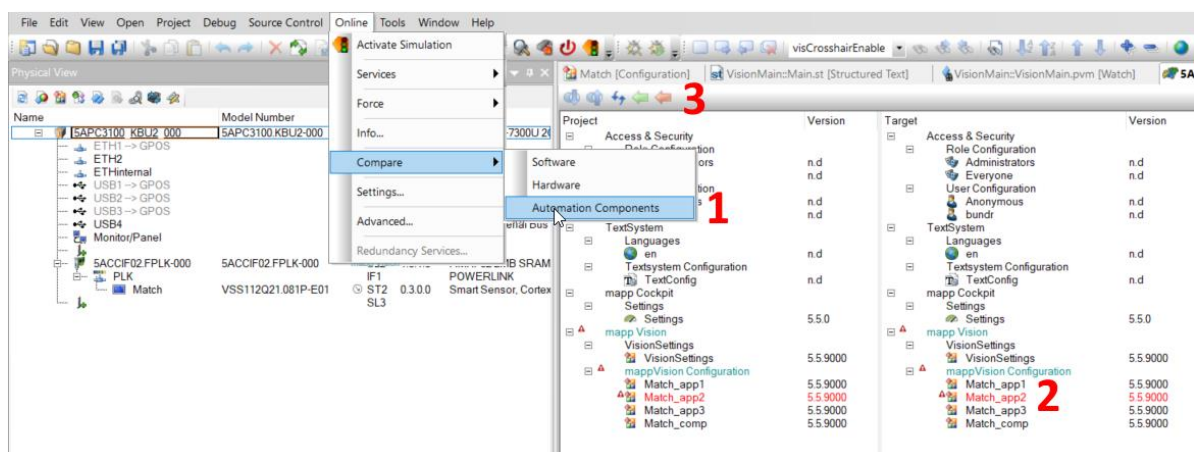 File Edit View Open Project Debug Source Control Online Tools Window Help
visCrosshairEnable
Activate Simulation
Services
Force
Info...
Compare
Settings...
Advanced...
Redundancy Services...
Software
Hardware
Automation Components
1
Physical View
Name Model Number
5APC3100_KBU2_000 5APC3100.KBU2-000 -7300U 2
ETH1 -> GPOS
ETH2
ETHinternal
USB1 -> GPOS
USB2 -> GPOS
USB3 -> GPOS
USB4
Monitor/Panel
5ACCIF02.FPLK-000 5ACCIF02.FPLK-000
PLK IF1 POWERLINK
Match VSS112Q21.081P-E01 ST2 0.3.0.0 Smart Sensor, Cortex
SL3
Match [Configuration] VisionMain::Main.st [Structured Text] VisionMain::VisionMain.pvm [Watch] 5A
3
Project Version
Access & Security
n.d
n.d
n.d
n.d
TextSystem
Languages
en n.d
Textsystem Configuration
TextConfig n.d
mapp Cockpit
Settings
Settings 5.5.0
mapp Vision
VisionSettings
VisionSettings 5.5.9000
mappVision Configuration
Match_app1 5.5.9000
Match_app2 5.5.9000
Match_app3 5.5.9000
Match_comp 5.5.9000
Target Version
Access & Security
Role Configuration
Administrators n.d
Everyone n.d
User Configuration
Anonymous n.d
bundr n.d
TextSystem
Languages
en n.d
Textsystem Configuration
TextConfig n.d
mapp Cockpit
Settings
Settings 5.5.0
mapp Vision
VisionSettings
VisionSettings 5.5.9000
mappVision Configuration
Match_app1 5.5.9000
Match_app2 5.5.9000
Match_app3 5.5.9000
Match_comp 5.5.9000
2